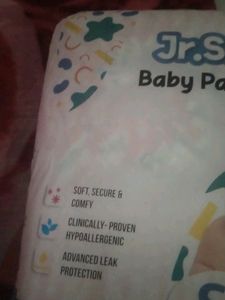 Jr.S
Baby Pa
SOFT, SECURE &
COMFY
CLINICALLY- PROVEN
HYPOALLERGENIC
ADVANCED LEAK
PROTECTION